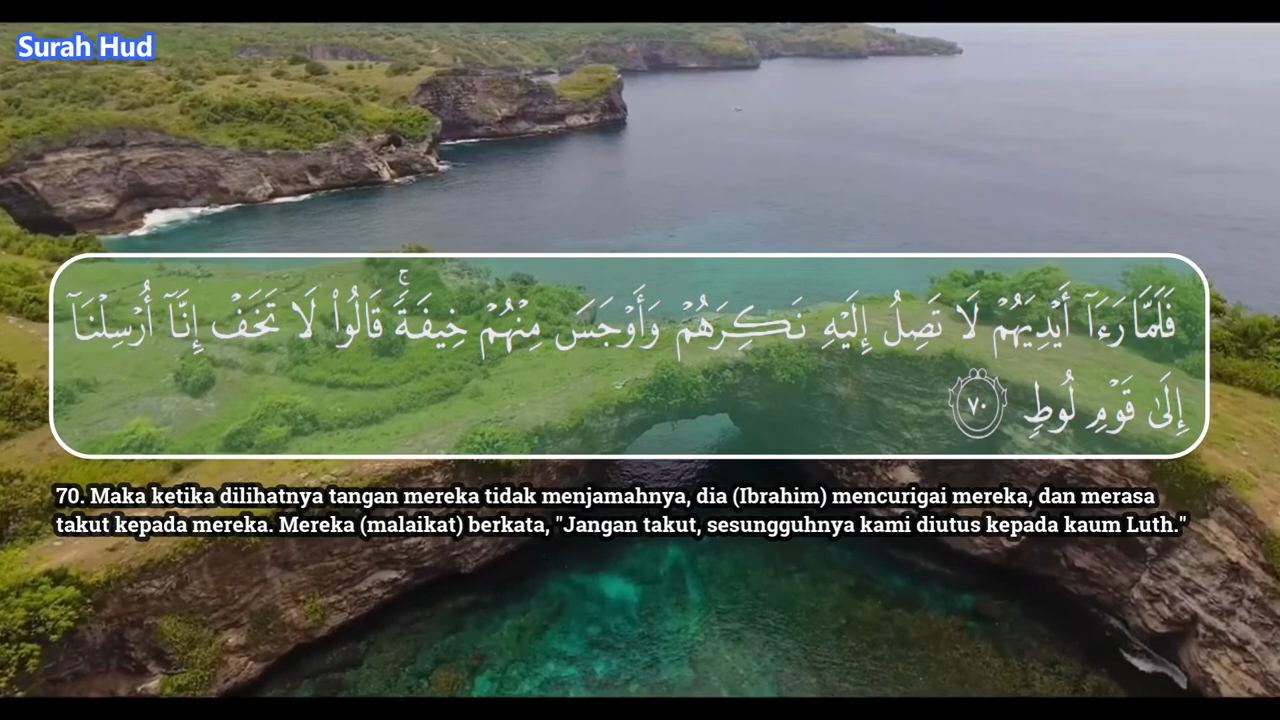 Surah Hud
فَلَمَّا رَءَآ أَيْدِيَهُمْ لَا تَصِلُ إِلَيْهِ نَكِرَهُمْ وَأَوْجَسَ مِنْهُمْ خِيفَةً ۚ قَالُوا۟ لَا تَخَفْ إِنَّآ أُرْسِلْنَآ
إِلَىٰ قَوْمِ لُوطٍ ٧٠
70. Maka ketika dilihatnya tangan mereka tidak menjamahnya, dia (Ibrahim) mencurigai mereka, dan merasa
takut kepada mereka. Mereka (malaikat) berkata, "Jangan takut, sesungguhnya kami diutus kepada kaum Luth."